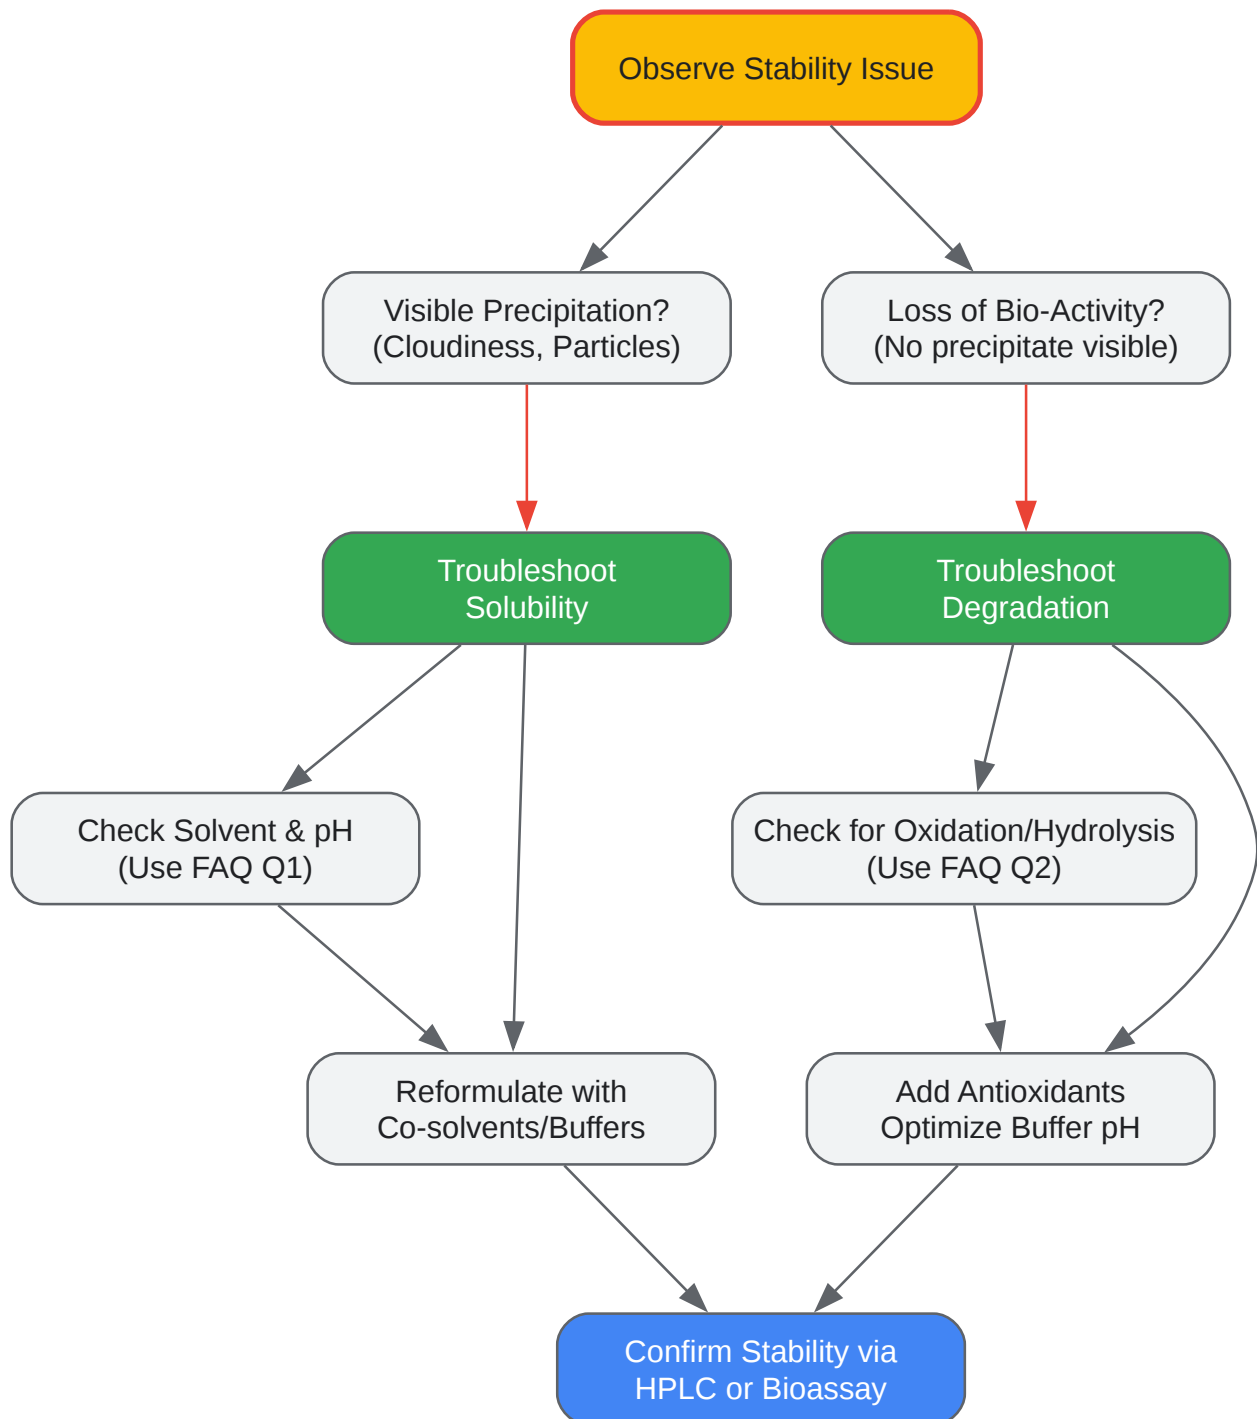 Observe Stability Issue
Visible Precipitation?
(Cloudiness, Particles)
Loss of Bio-Activity?
(No precipitate visible)
Troubleshoot
Solubility
Troubleshoot
Degradation
Check Solvent & pH
(Use FAQ Q1)
Check for Oxidation/Hydrolysis
(Use FAQ Q2)
Reformulate with
Co-solvents/Buffers
Add Antioxidants
Optimize Buffer pH
Confirm Stability via
HPLC or Bioassay